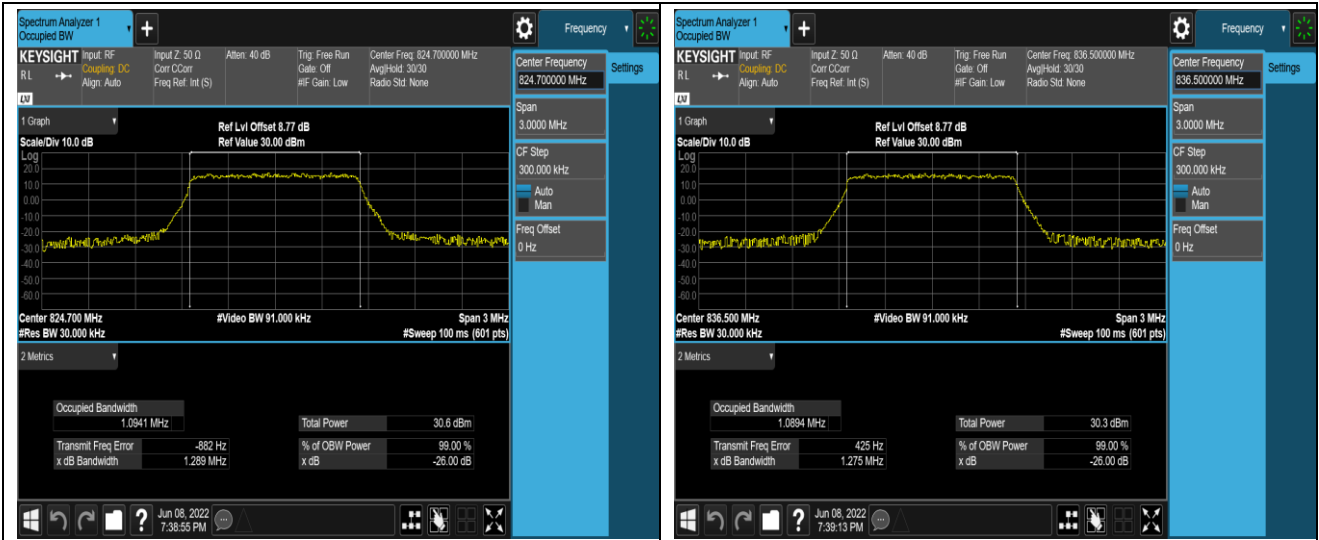 Spectrum Analyzer 1
Occupied BW
+
Frequency
KEYSIGHT Input: RF Input Z: 50 Ω Atten: 40 dB Trig: Free Run Center Freq: 824.700000 MHz
RL Coupling: DC Corr CCorr Gate: Off Avg|Hold: 30/30
Align: Auto Freq Ref: Int (S) #IF Gain: Low Radio Std: None
LXI
Center Frequency
824.700000 MHz
Settings
Span
3.0000 MHz
CF Step
300.000 kHz
Auto
Man
Freq Offset
0 Hz
1 Graph
Ref Lvl Offset 8.77 dB
Scale/Div 10.0 dB Ref Value 30.00 dBm
Log
20.0
10.0
0.00
-10.0
-20.0
-30.0
-40.0
-50.0
-60.0
Center 824.700 MHz #Video BW 91.000 kHz Span 3 MHz
#Res BW 30.000 kHz #Sweep 100 ms (601 pts)
2 Metrics
Occupied Bandwidth
1.0941 MHz Total Power 30.6 dBm
Transmit Freq Error -882 Hz % of OBW Power 99.00 %
x dB Bandwidth 1.289 MHz x dB -26.00 dB
? Jun 08, 2022
7:38:55 PM
Spectrum Analyzer 1
Occupied BW
+
Frequency
KEYSIGHT Input: RF Input Z: 50 Ω Atten: 40 dB Trig: Free Run Center Freq: 836.500000 MHz
RL Coupling: DC Corr CCorr Gate: Off Avg|Hold: 30/30
Align: Auto Freq Ref: Int (S) #IF Gain: Low Radio Std: None
LXI
Center Frequency
836.500000 MHz
Settings
Span
3.0000 MHz
CF Step
300.000 kHz
Auto
Man
Freq Offset
0 Hz
1 Graph
Ref Lvl Offset 8.77 dB
Scale/Div 10.0 dB Ref Value 30.00 dBm
Log
20.0
10.0
0.00
-10.0
-20.0
-30.0
-40.0
-50.0
-60.0
Center 836.500 MHz #Video BW 91.000 kHz Span 3 MHz
#Res BW 30.000 kHz #Sweep 100 ms (601 pts)
2 Metrics
Occupied Bandwidth
1.0894 MHz Total Power 30.3 dBm
Transmit Freq Error 425 Hz % of OBW Power 99.00 %
x dB Bandwidth 1.275 MHz x dB -26.00 dB
? Jun 08, 2022
7:39:13 PM